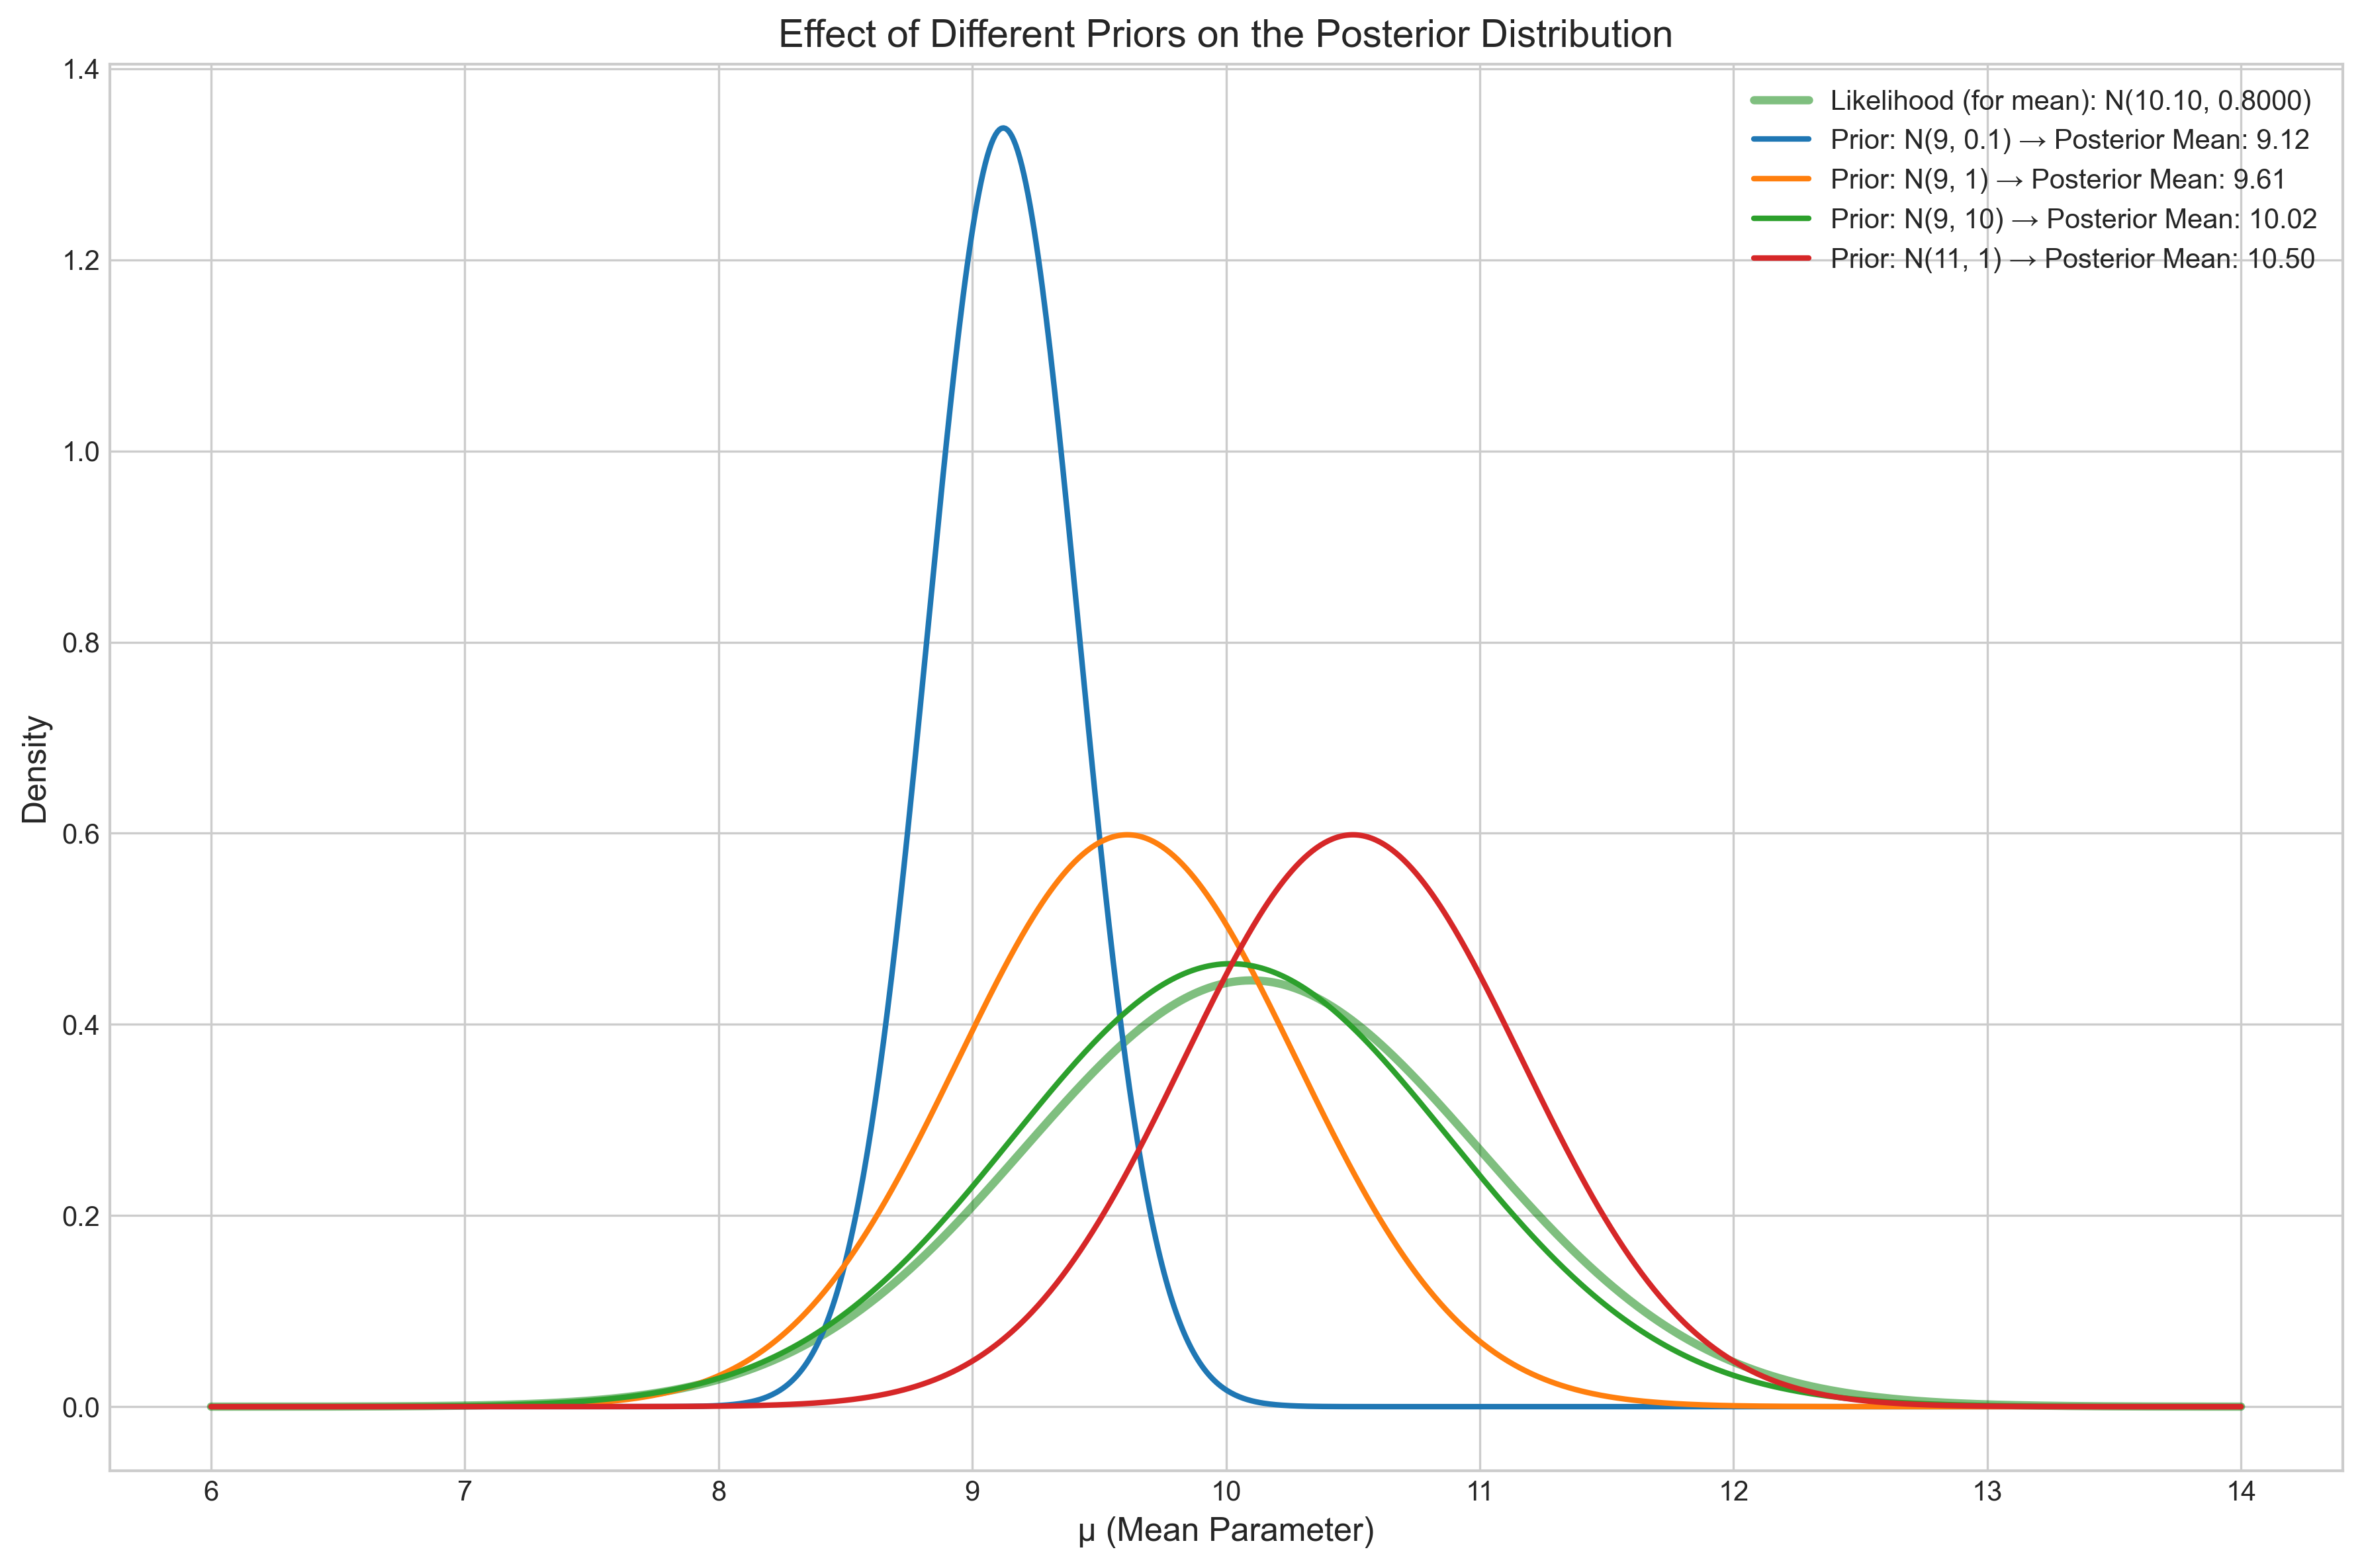 Effect of Different Priors on the Posterior Distribution
1.4
1.2
1.0
0.8
0.6
0.4
0.2
0.0
Density
Likelihood (for mean): N(10.10, 0.8000)
Prior: N(9, 0.1) → Posterior Mean: 9.12
Prior: N(9, 1) → Posterior Mean: 9.61
Prior: N(9, 10) → Posterior Mean: 10.02
Prior: N(11, 1) → Posterior Mean: 10.50
6 7 8 9 10 11 12 13 14
μ (Mean Parameter)